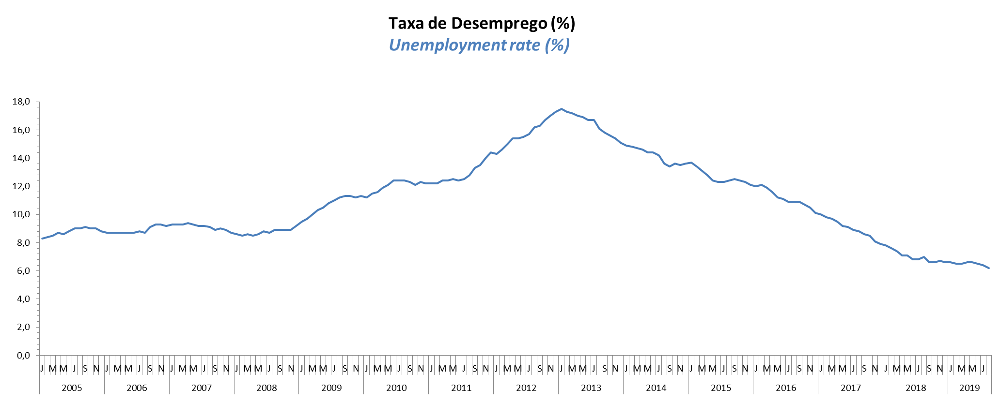 Taxa de Desemprego (%)
Unemployment rate (%)
18,0
16,0
14,0
12,0
10,0
8,0
6,0
4,0
2,0
0,0
J M M J S N J M M J S N J M M J S N J M M J S N J M M J S N J M M J S N J M M J S N J M M J S N J M M J S N J M M J S N J M M J S N J M M J S N J M M J S N J M M J S N J M M J
2005 2006 2007 2008 2009 2010 2011 2012 2013 2014 2015 2016 2017 2018 2019